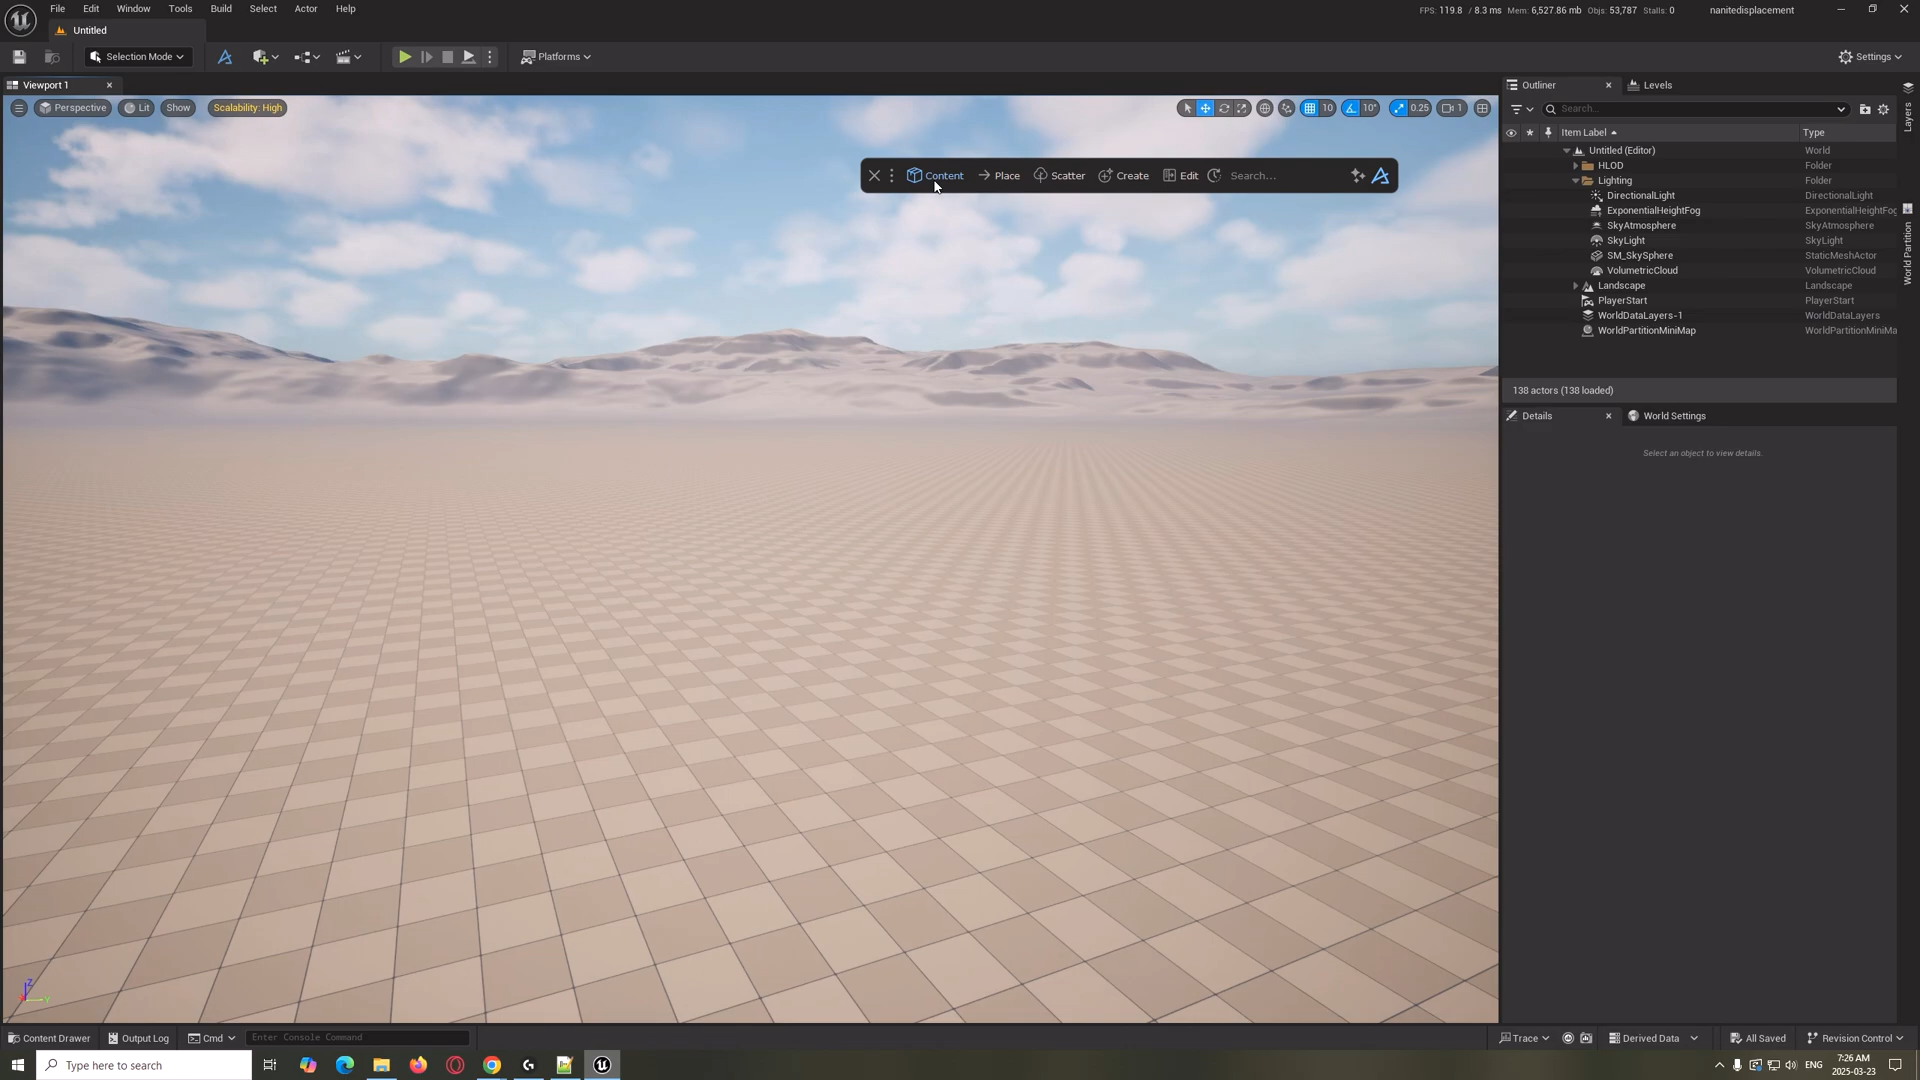 File Edit Window Tools Build Select Actor Help
FPS: 119.8 / 8.3 ms Mem: 6,527.86 mb Objs: 53,787 Stalls: 0
nanitedisplacement
Untitled
Selection Mode
Platforms
Settings
Viewport 1
Perspective
Lit
Show
Scalability: High
10
10°
0.25
1
Content
Place
Scatter
Create
Edit
Search...
Outliner
Levels
Search...
Item Label
Type
Untitled (Editor) World
HLOD Folder
Lighting Folder
DirectionalLight DirectionalLight
ExponentialHeightFog ExponentialHeightFog
SkyAtmosphere SkyAtmosphere
SkyLight SkyLight
SM_SkySphere StaticMeshActor
VolumetricCloud VolumetricCloud
Landscape Landscape
PlayerStart PlayerStart
WorldDataLayers-1 WorldDataLayers
WorldPartitionMiniMap WorldPartitionMiniMa
138 actors (138 loaded)
Details
World Settings
Select an object to view details.
Layers
World Partition
Z
Y
Content Drawer
Output Log
Cmd
Enter Console Command
Trace
Derived Data
All Saved
Revision Control
Type here to search
ENG
7:26 AM
2025-03-23